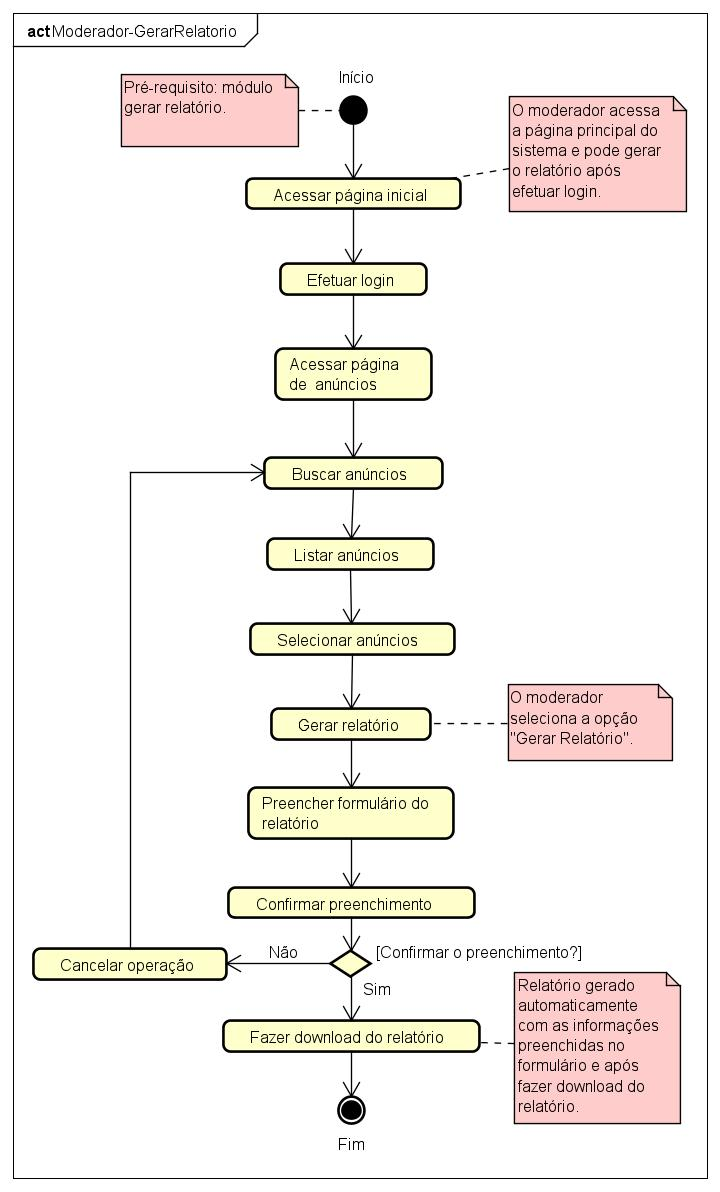 act Moderador-GerarRelatorio
Início
Pré-requisito: módulo
gerar relatório.
O moderador acessa
a página principal do
sistema e pode gerar
o relatório após
efetuar login.
Acessar página inicial
Efetuar login
Acessar página
de anúncios
Buscar anúncios
Listar anúncios
Selecionar anúncios
Gerar relatório
O moderador
seleciona a opção
"Gerar Relatório".
Preencher formulário do
relatório
Confirmar preenchimento
Não
[Confirmar o preenchimento?]
Cancelar operação
Sim
Relatório gerado
automaticamente
com as informações
preenchidas no
formulário e após
fazer download do
relatório.
Fazer download do relatório
Fim